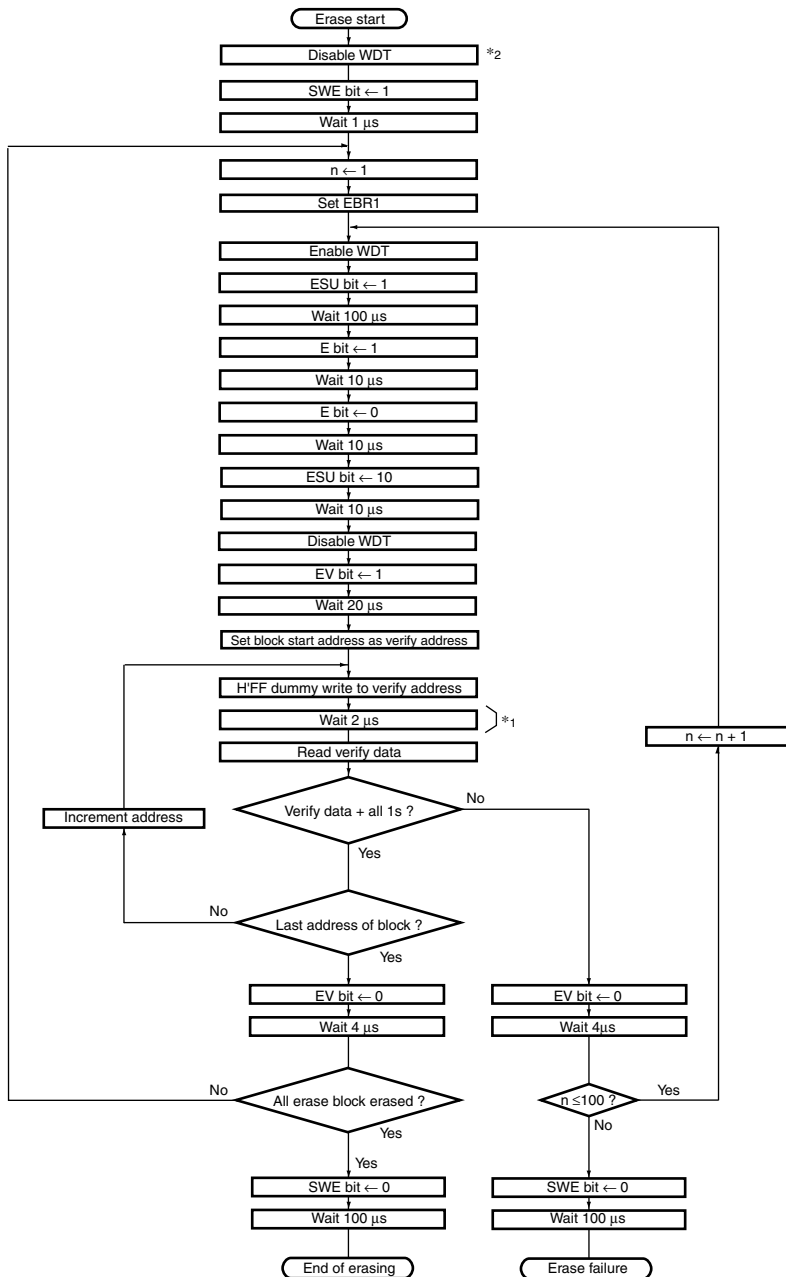 Erase start
Disable WDT *2
SWE bit ← 1
Wait 1 μs
n ← 1
Set EBR1
Enable WDT
ESU bit ← 1
Wait 100 μs
E bit ← 1
Wait 10 μs
E bit ← 0
Wait 10 μs
ESU bit ← 10
Wait 10 μs
Disable WDT
EV bit ← 1
Wait 20 μs
Set block start address as verify address
H'FF dummy write to verify address
Wait 2 μs *1
n ← n + 1
Read verify data
No
Verify data + all 1s ?
Increment address
Yes
No
Last address of block ?
Yes
EV bit ← 0
EV bit ← 0
Wait 4 μs
Wait 4μs
No
Yes
All erase block erased ?
n ≤100 ?
Yes
No
Yes
SWE bit ← 0
SWE bit ← 0
Wait 100 μs
Wait 100 μs
End of erasing
Erase failure